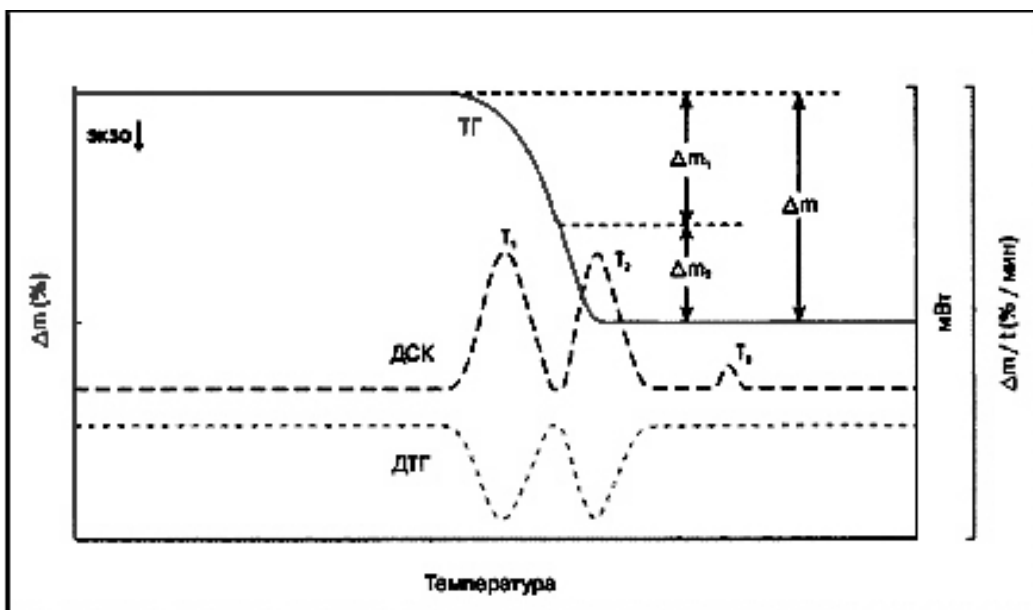 экзо↓
ТГ
Δm₁
Δm
Δm₂
T₁
T₂
T₃
ДСК
ДТГ
Δm (%)
мВт
Δm / t (% / мин)
Температура